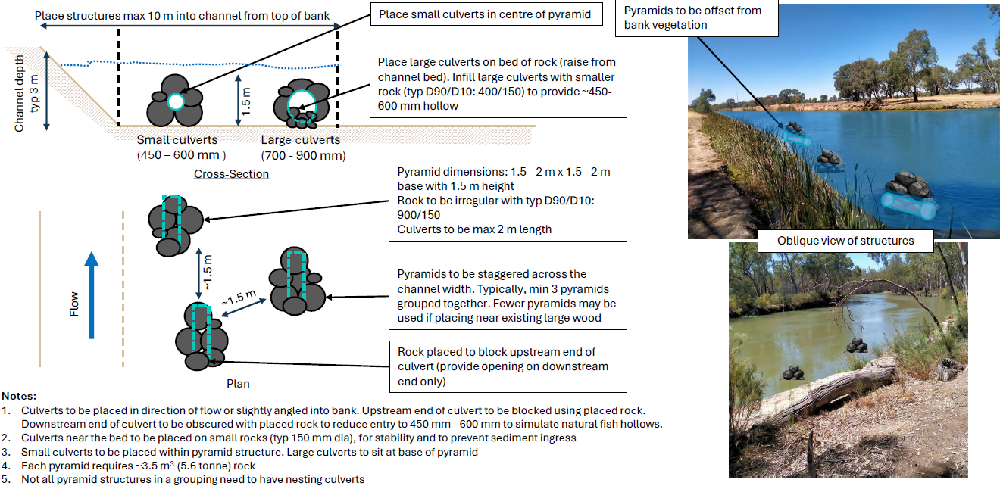 Place structures max 10 m into channel from top of bank
Place small culverts in centre of pyramid
Pyramids to be offset from
bank vegetation
Channel depth
typ 3 m
1.5 m
Place large culverts on bed of rock (raise from
channel bed). Infill large culverts with smaller
rock (typ D90/D10: 400/150) to provide ~450-
600 mm hollow
Small culverts
(450 – 600 mm )
Large culverts
(700 - 900 mm)
Cross-Section
Pyramid dimensions: 1.5 - 2 m x 1.5 - 2 m
base with 1.5 m height
Rock to be irregular with typ D90/D10:
900/150
Culverts to be max 2 m length
Oblique view of structures
Flow
~1.5 m
~1.5 m
Pyramids to be staggered across the
channel width. Typically, min 3 pyramids
grouped together. Fewer pyramids may be
used if placing near existing large wood
Rock placed to block upstream end of
culvert (provide opening on downstream
end only)
Plan
Notes:
1. Culverts to be placed in direction of flow or slightly angled into bank. Upstream end of culvert to be blocked using placed rock.
Downstream end of culvert to be obscured with placed rock to reduce entry to 450 mm - 600 mm to simulate natural fish hollows.
2. Culverts near the bed to be placed on small rocks (typ 150 mm dia), for stability and to prevent sediment ingress
3. Small culverts to be placed within pyramid structure. Large culverts to sit at base of pyramid
4. Each pyramid requires ~3.5 m³ (5.6 tonne) rock
5. Not all pyramid structures in a grouping need to have nesting culverts